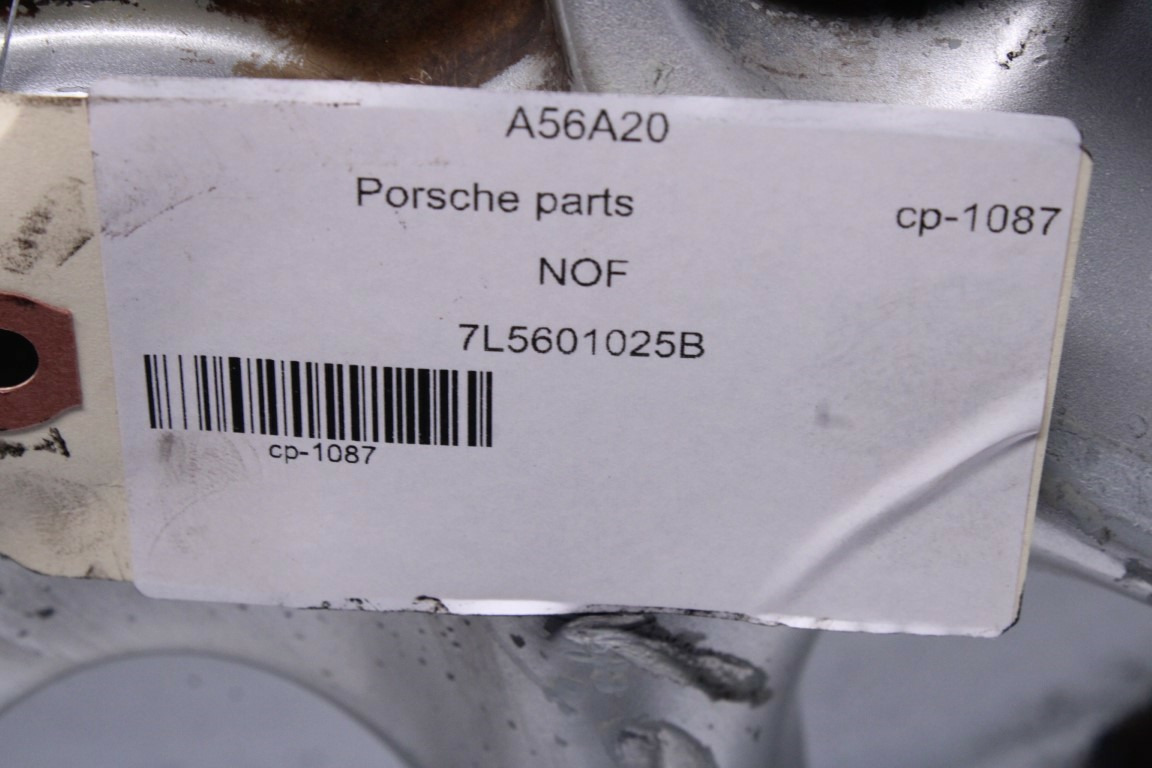 A56A20
Porsche parts
cp-1087
NOF
7L5601025B
cp-1087